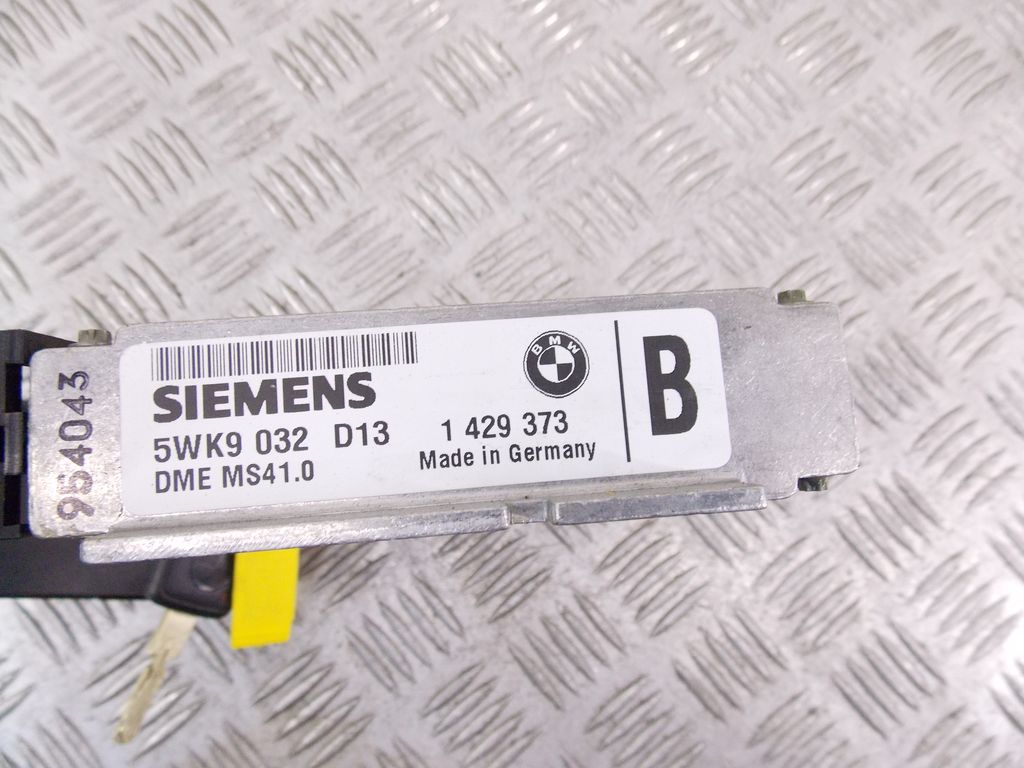 954043
SIEMENS
5WK9 032 D13
DME MS41.0
BMW
1 429 373
Made in Germany
B